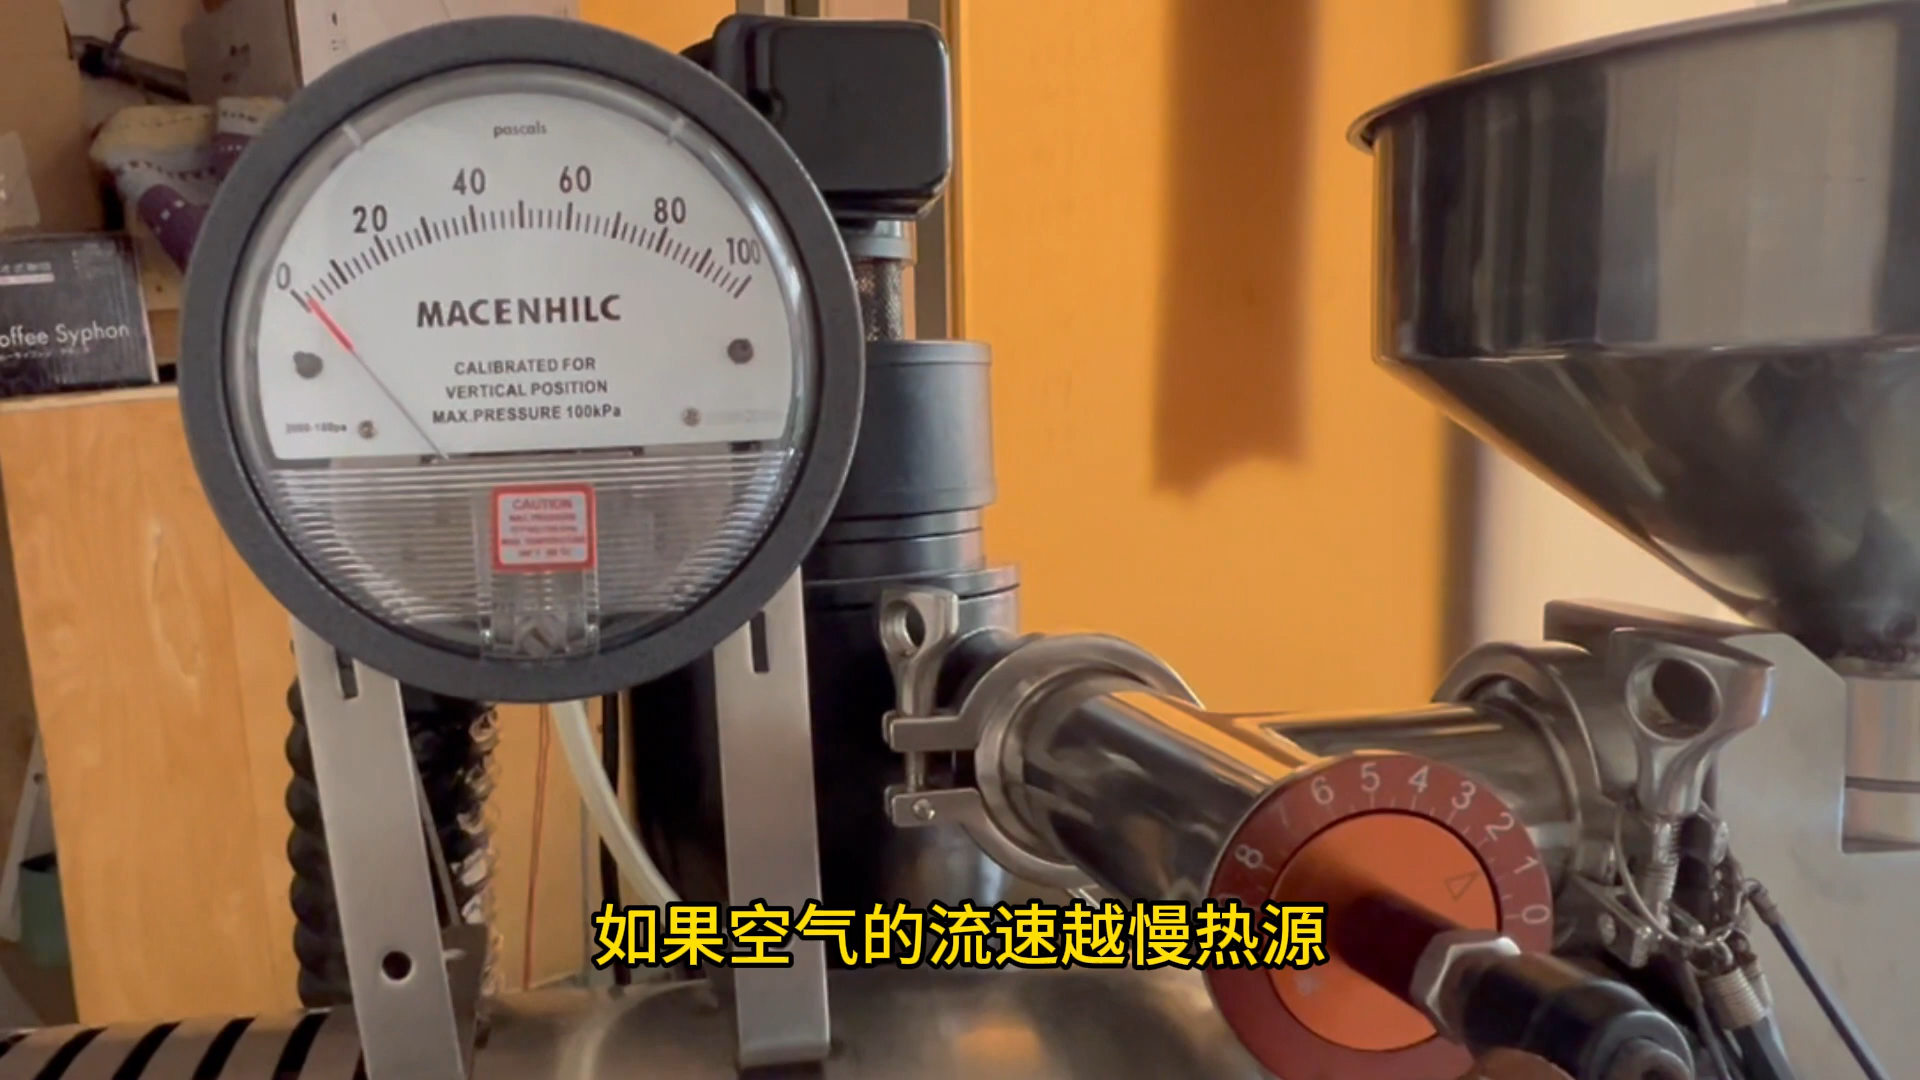 pascals
0
20
40
60
80
100
MACENHILC
CALIBRATED FOR
VERTICAL POSITION
MAX.PRESSURE 100kPa
CAUTION
offee Syphon
8 7 6 5 4 3 2 1 0
如果空气的流速越慢热源